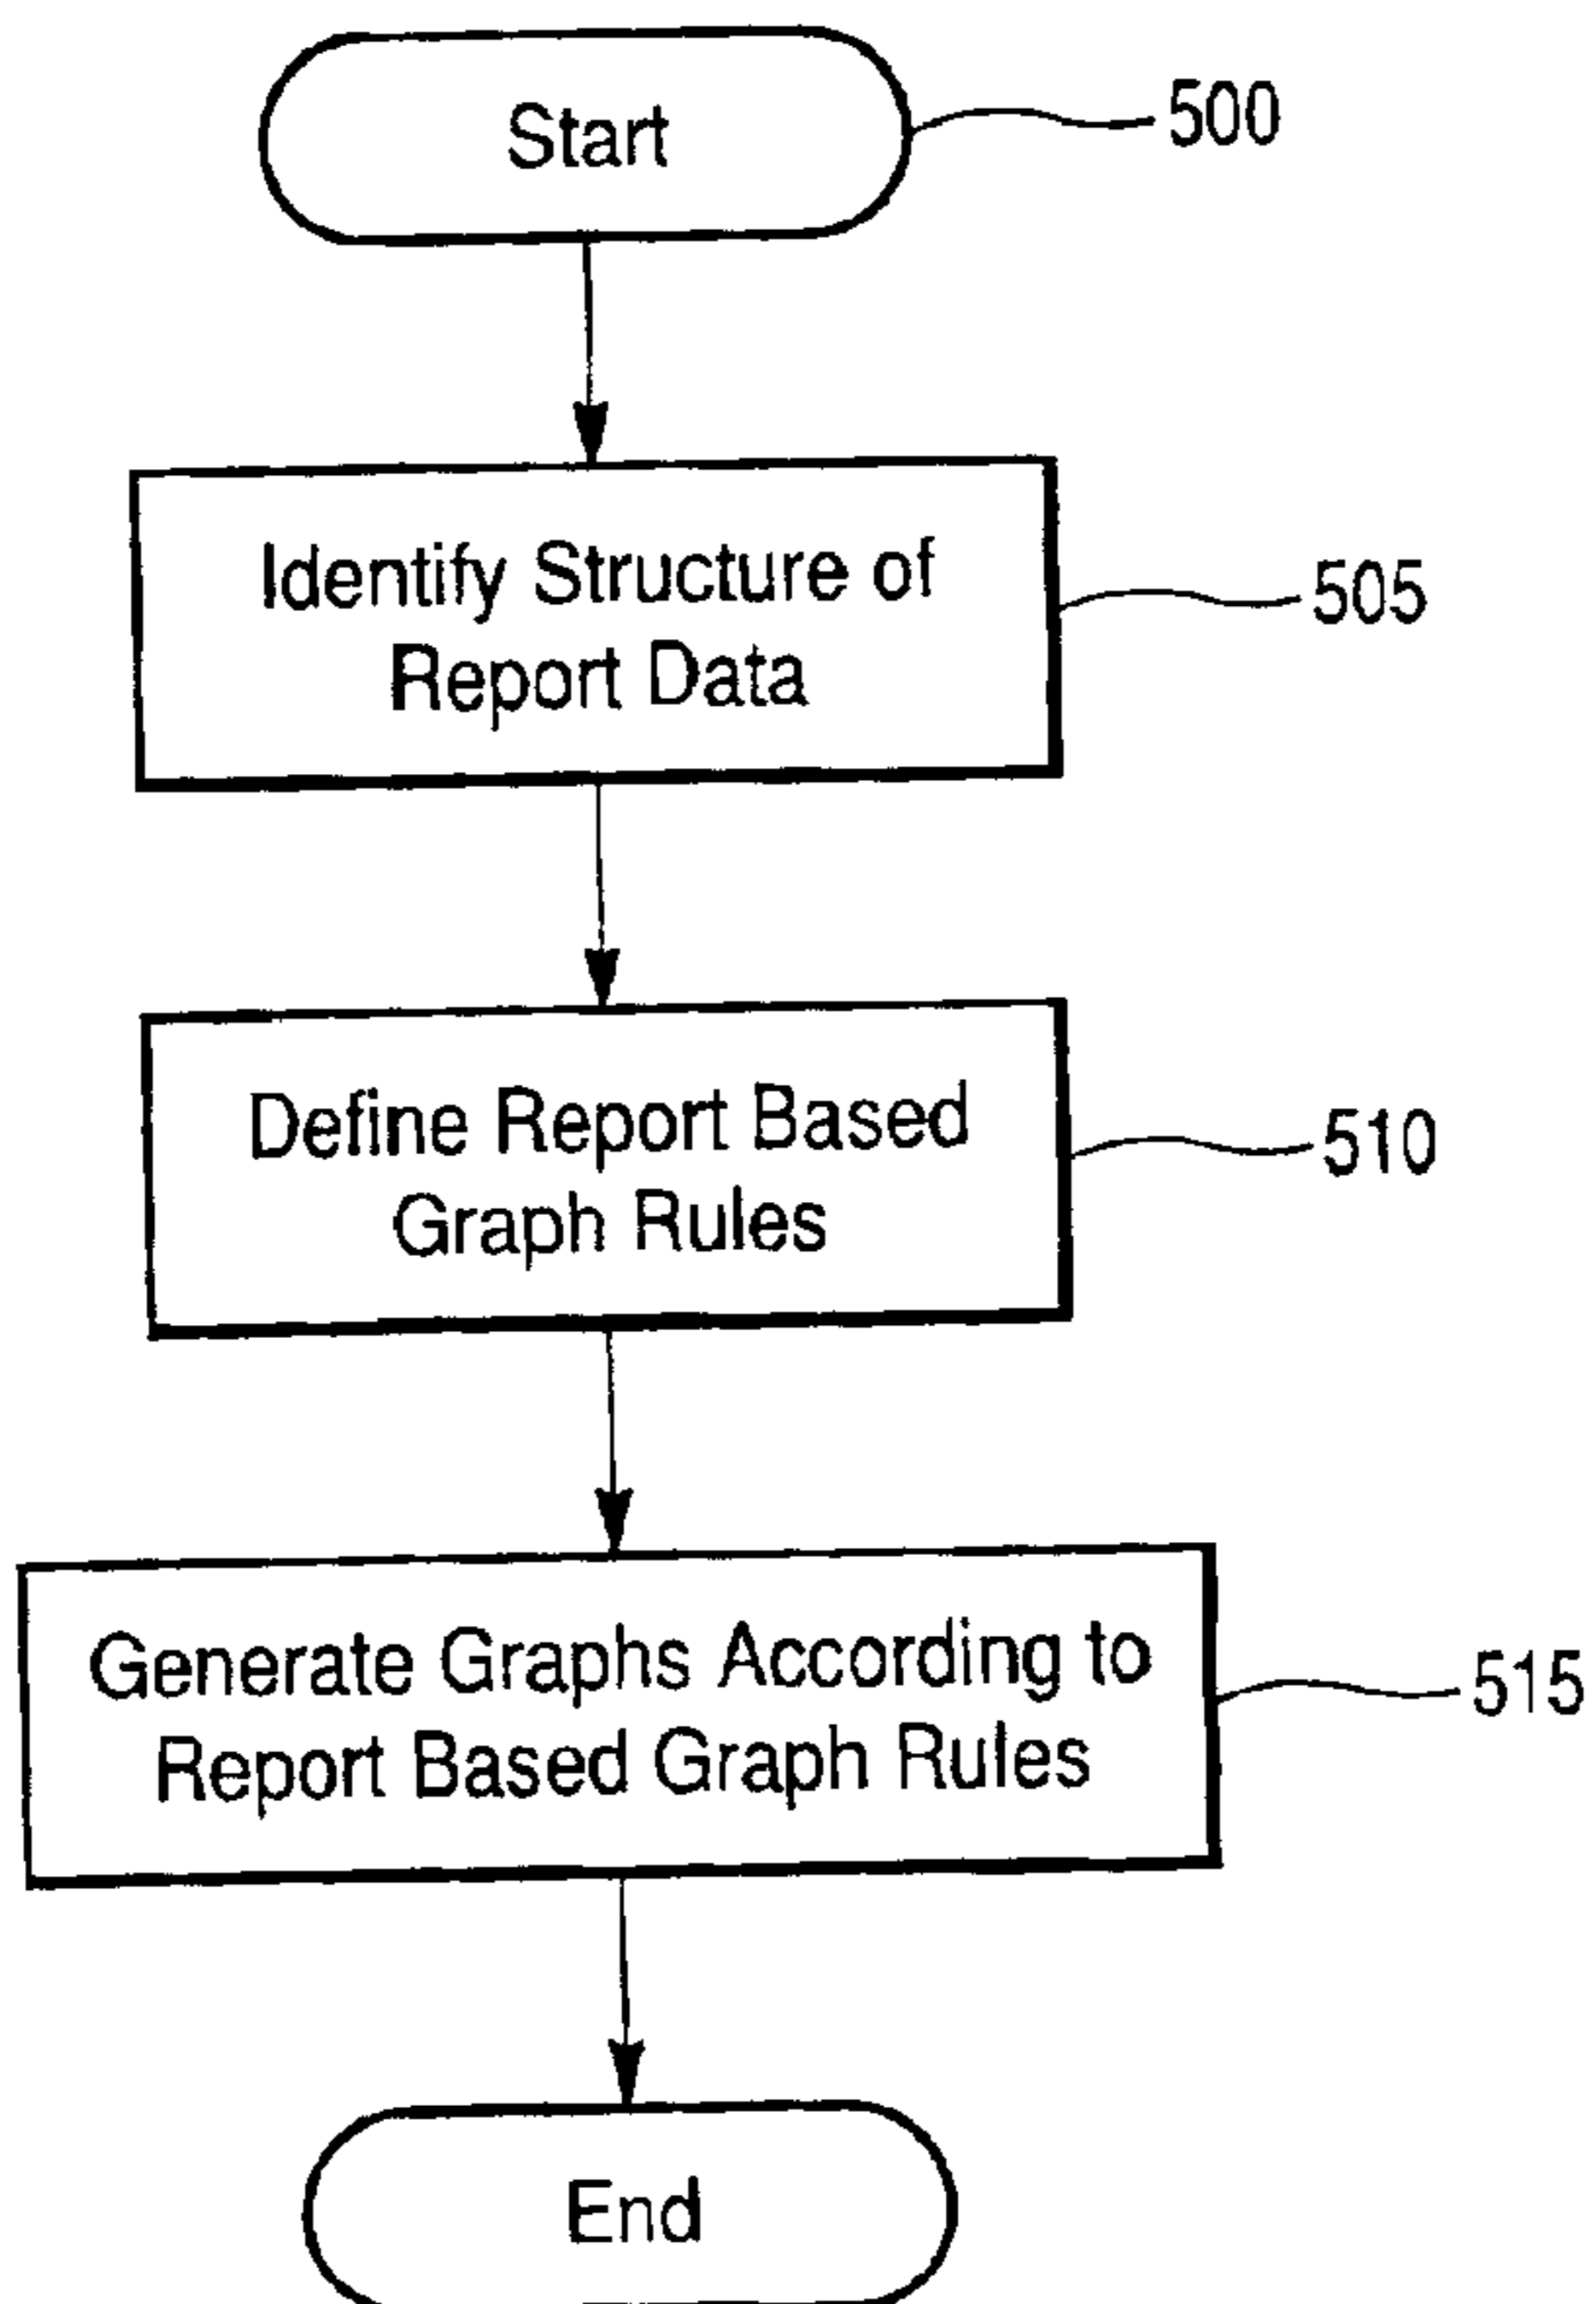 Start
500
Identify Structure of
Report Data
505
Define Report Based
Graph Rules
510
Generate Graphs According to
Report Based Graph Rules
515
End